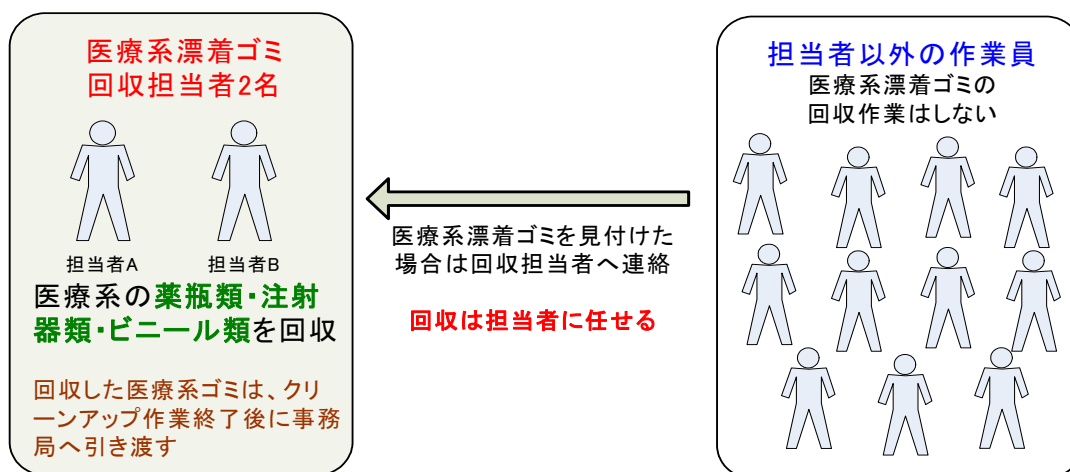 医療系漂着ゴミ
回収担当者2名
担当者A
担当者B
医療系の薬瓶類・注射
器類・ビニール類を回収
回収した医療系ゴミは、クリ
ーンアップ作業終了後に事務
局へ引き渡す
医療系漂着ゴミを見付けた
場合は回収担当者へ連絡
回収は担当者に任せる
担当者以外の作業員
医療系漂着ゴミの
回収作業はしない